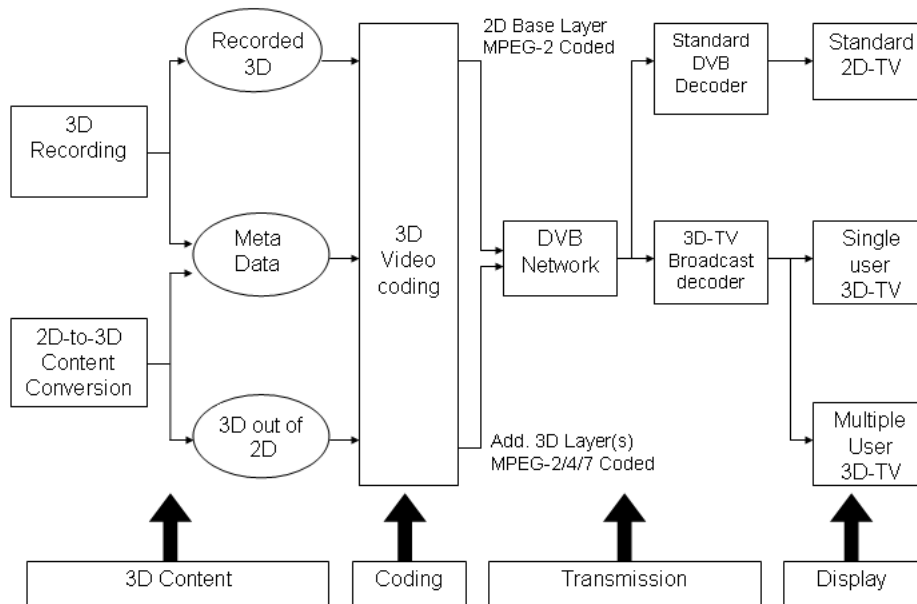 Recorded
3D
2D Base Layer
MPEG-2 Coded
Standard
DVB
Decoder
Standard
2D-TV
3D
Recording
Meta
Data
3D
Video
coding
DVB
Network
3D-TV
Broadcast
decoder
Single
user
3D-TV
2D-to-3D
Content
Conversion
3D out of
2D
Add. 3D Layer(s)
MPEG-2/4/7 Coded
Multiple
User
3D-TV
3D Content
Coding
Transmission
Display